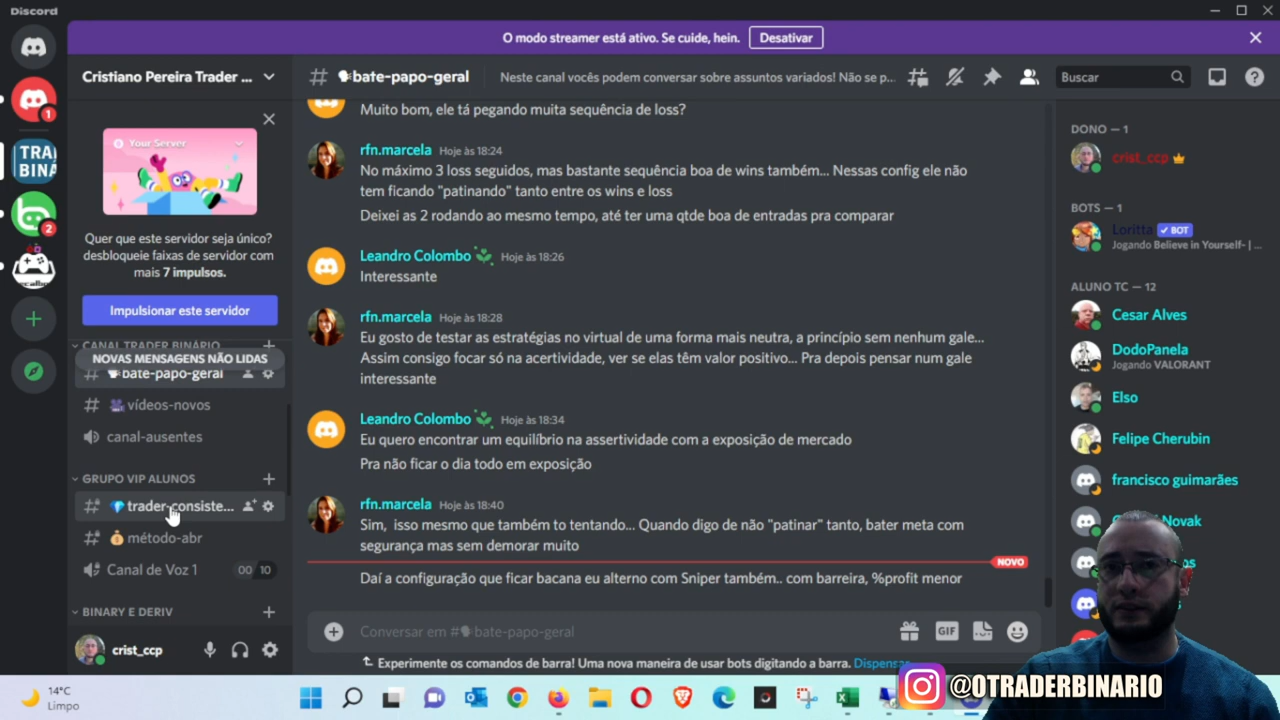 Discord
O modo streamer está ativo. Se cuide, hein.
Desativar
Cristiano Pereira Trader ...
bate-papo-geral
Neste canal vocês podem conversar sobre assuntos variados! Não se p...
Buscar
1
TRAI
BINA
2
Your Server
Quer que este servidor seja único?
desbloqueie faixas de servidor com
mais 7 impulsos.
Impulsionar este servidor
CANAL TRADER BINÁRIO
NOVAS MENSAGENS NÃO LIDAS
bate-papo-geral
vídeos-novos
canal-ausentes
GRUPO VIP ALUNOS
trader-consiste...
método-abr
Canal de Voz 1
00 10
BINARY E DERIV
crist_ccp
Muito bom, ele tá pegando muita sequência de loss?
rfn.marcela Hoje às 18:24
No máximo 3 loss seguidos, mas bastante sequência boa de wins também... Nessas config ele não
tem ficando "patinando" tanto entre os wins e loss
Deixei as 2 rodando ao mesmo tempo, até ter uma qtde boa de entradas pra comparar
Leandro Colombo Hoje às 18:26
Interessante
rfn.marcela Hoje às 18:28
Eu gosto de testar as estratégias no virtual de uma forma mais neutra, a princípio sem nenhum gale...
Assim consigo focar só na acertividade, ver se elas têm valor positivo... Pra depois pensar num gale
interessante
Leandro Colombo Hoje às 18:34
Eu quero encontrar um equilíbrio na assertividade com a exposição de mercado
Pra não ficar o dia todo em exposição
rfn.marcela Hoje às 18:40
Sim, isso mesmo que também to tentando... Quando digo de não "patinar" tanto, bater meta com
segurança mas sem demorar muito
NOVO
Daí a configuração que ficar bacana eu alterno com Sniper também.. com barreira, %profit menor
Conversar em #bate-papo-geral
GIF
Experimente os comandos de barra! Uma nova maneira de usar bots digitando a barra. Dispensar
DONO — 1
crist_ccp
BOTS — 1
Loritta BOT
Jogando Believe in Yourself~ | ...
ALUNO TC — 12
Cesar Alves
DodoPanela
Jogando VALORANT
Elso
Felipe Cherubin
francisco guimarães
Novak
14°C
Limpo
@OTRADERBINARIO